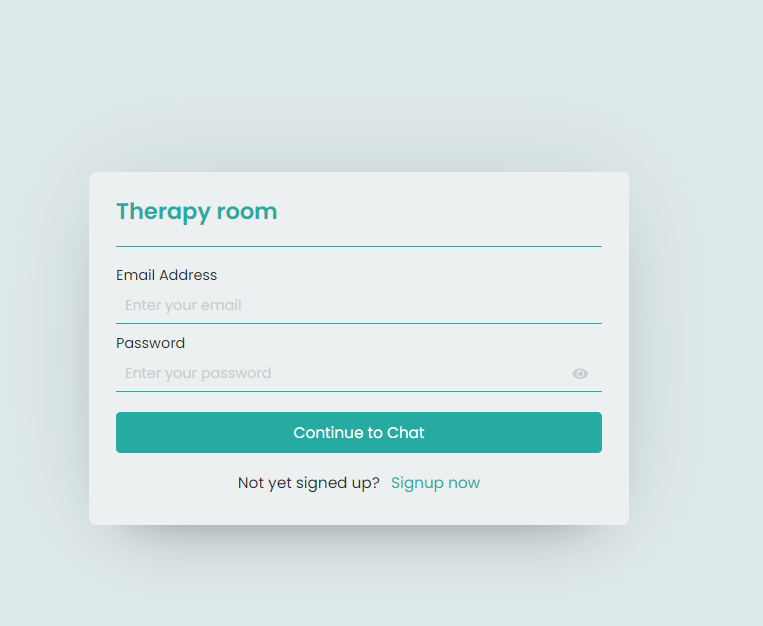 Therapy room
Email Address
Enter your email
Password
Enter your password
Continue to Chat
Not yet signed up? Signup now